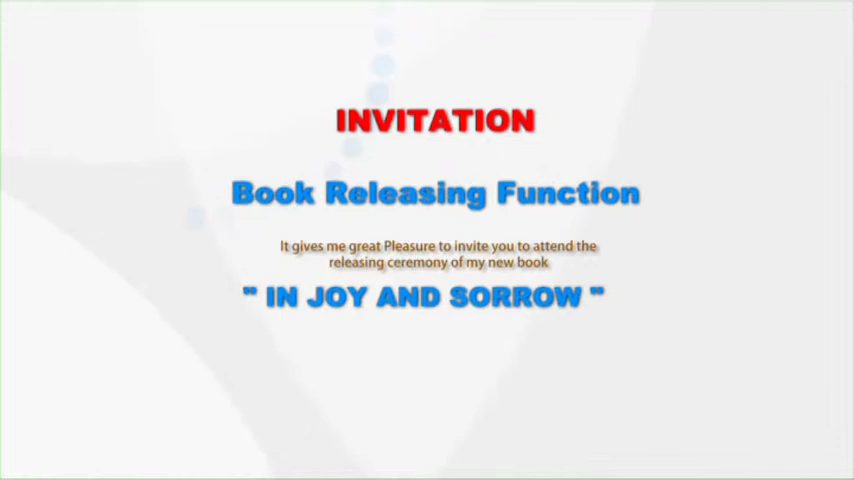 INVITATION
Book Releasing Function
It gives me great Pleasure to invite you to attend the
releasing ceremony of my new book
" IN JOY AND SORROW "